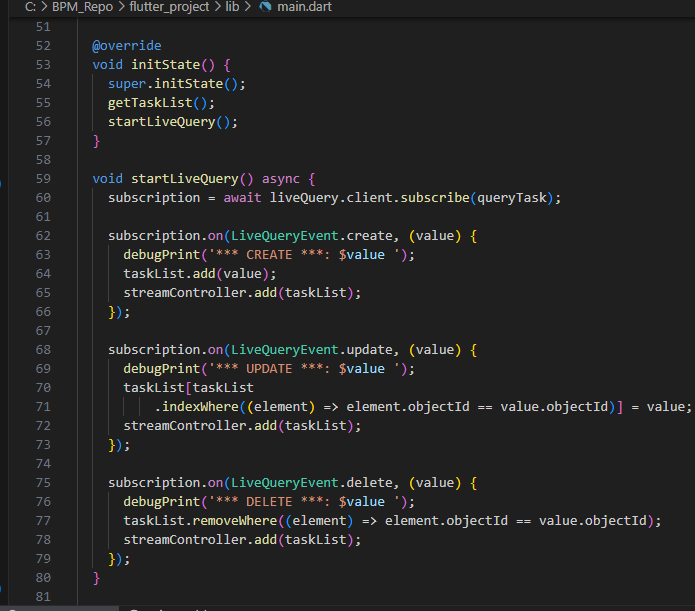 C: > BPM_Repo > flutter_project > lib > main.dart
51
52 @override
53 void initState() {
54 super.initState();
55 getTaskList();
56 startLiveQuery();
57 }
58
59 void startLiveQuery() async {
60 subscription = await liveQuery.client.subscribe(queryTask);
61
62 subscription.on(LiveQueryEvent.create, (value) {
63 debugPrint('*** CREATE ***: $value ');
64 taskList.add(value);
65 streamController.add(taskList);
66 });
67
68 subscription.on(LiveQueryEvent.update, (value) {
69 debugPrint('*** UPDATE ***: $value ');
70 taskList[taskList
71 .indexWhere((element) => element.objectId == value.objectId)] = value;
72 streamController.add(taskList);
73 });
74
75 subscription.on(LiveQueryEvent.delete, (value) {
76 debugPrint('*** DELETE ***: $value ');
77 taskList.removeWhere((element) => element.objectId == value.objectId);
78 streamController.add(taskList);
79 });
80 }
81